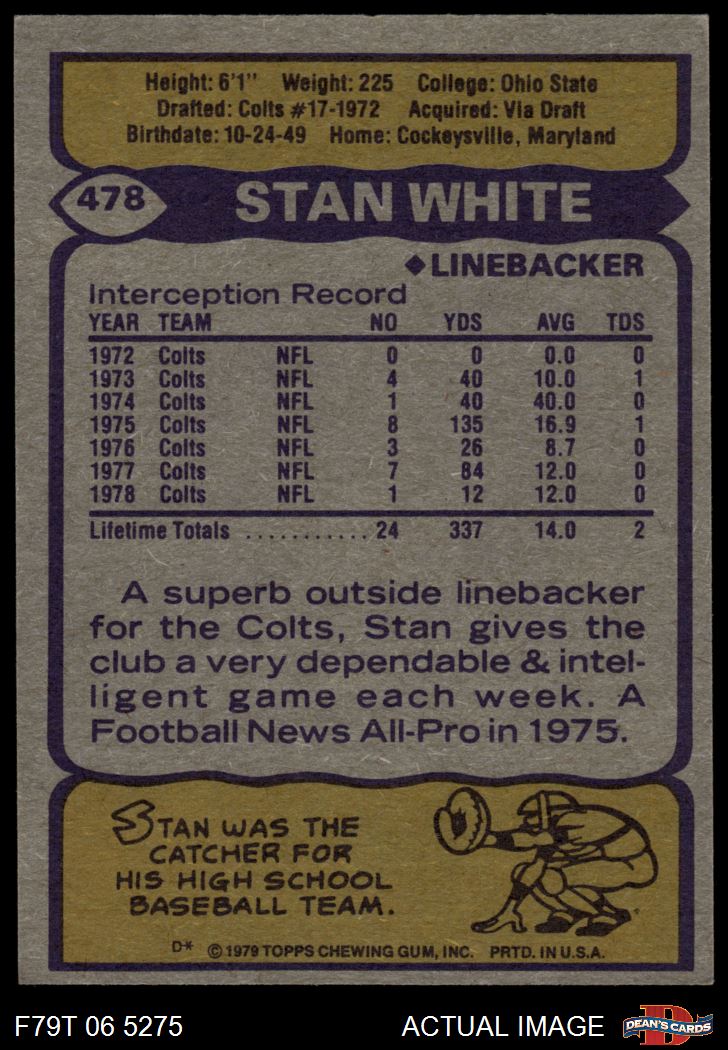 Height: 6'1" Weight: 225 College: Ohio State
Drafted: Colts #17-1972 Acquired: Via Draft
Birthdate: 10-24-49 Home: Cockeysville, Maryland
478 STAN WHITE
◆LINEBACKER
Interception Record
YEAR TEAM NO YDS AVG TDS
1972 Colts NFL 0 0 0.0 0
1973 Colts NFL 4 40 10.0 1
1974 Colts NFL 1 40 40.0 0
1975 Colts NFL 8 135 16.9 1
1976 Colts NFL 3 26 8.7 0
1977 Colts NFL 7 84 12.0 0
1978 Colts NFL 1 12 12.0 0
Lifetime Totals ........... 24 337 14.0 2
A superb outside linebacker
for the Colts, Stan gives the
club a very dependable & intel-
ligent game each week. A
Football News All-Pro in 1975.
STAN WAS THE
CATCHER FOR
HIS HIGH SCHOOL
BASEBALL TEAM.
D* © 1979 TOPPS CHEWING GUM, INC. PRTD. IN U.S.A.
F79T 06 5275 ACTUAL IMAGE D DEAN'S CARDS